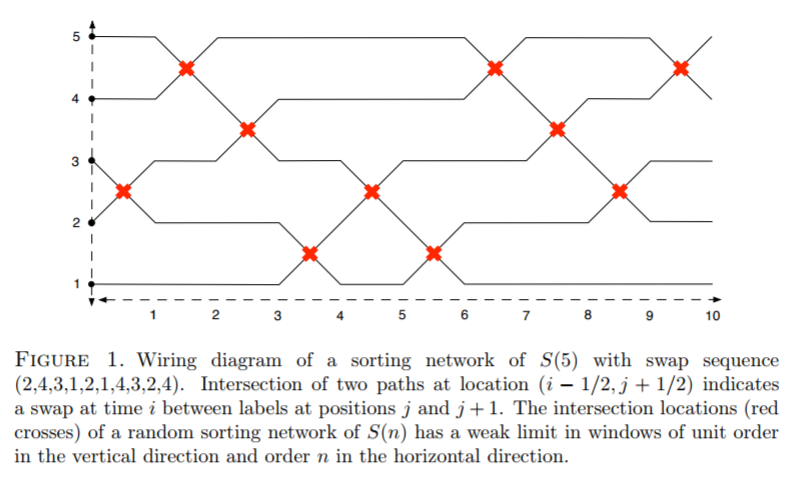 5
4
3
2
1
1 2 3 4 5 6 7 8 9 10
FIGURE 1. Wiring diagram of a sorting network of S(5) with swap sequence
(2,4,3,1,2,1,4,3,2,4). Intersection of two paths at location (i − 1/2, j + 1/2) indicates
a swap at time i between labels at positions j and j+1. The intersection locations (red
crosses) of a random sorting network of S(n) has a weak limit in windows of unit order
in the vertical direction and order n in the horizontal direction.